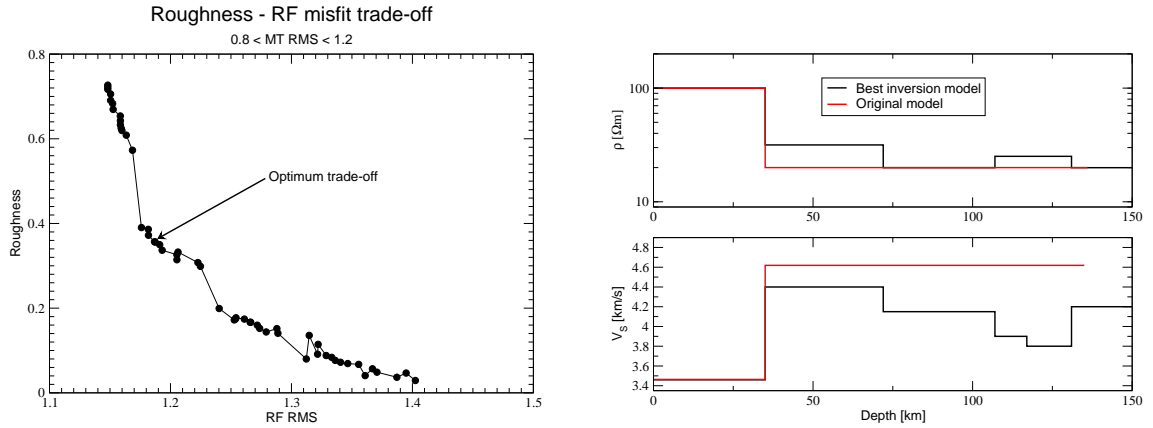 Roughness - RF misfit trade-off
0.8 < MT RMS < 1.2
0.8
0.6
0.4
0.2
0
Roughness
Optimum trade-off
1.1
1.2
1.3
1.4
1.5
RF RMS
100
10
ρ [Ωm]
Best inversion model
Original model
0
50
100
150
4.8
4.6
4.4
4.2
4
3.8
3.6
3.4
V_S [km/s]
0
50
100
150
Depth [km]